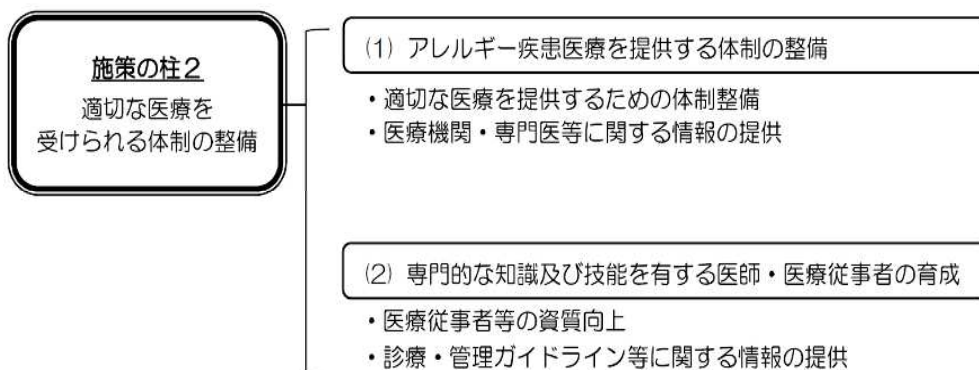 施策の柱2
適切な医療を
受けられる体制の整備
(1) アレルギー疾患医療を提供する体制の整備
・適切な医療を提供するための体制整備
・医療機関・専門医等に関する情報の提供
(2) 専門的な知識及び技能を有する医師・医療従事者の育成
・医療従事者等の資質向上
・診療・管理ガイドライン等に関する情報の提供